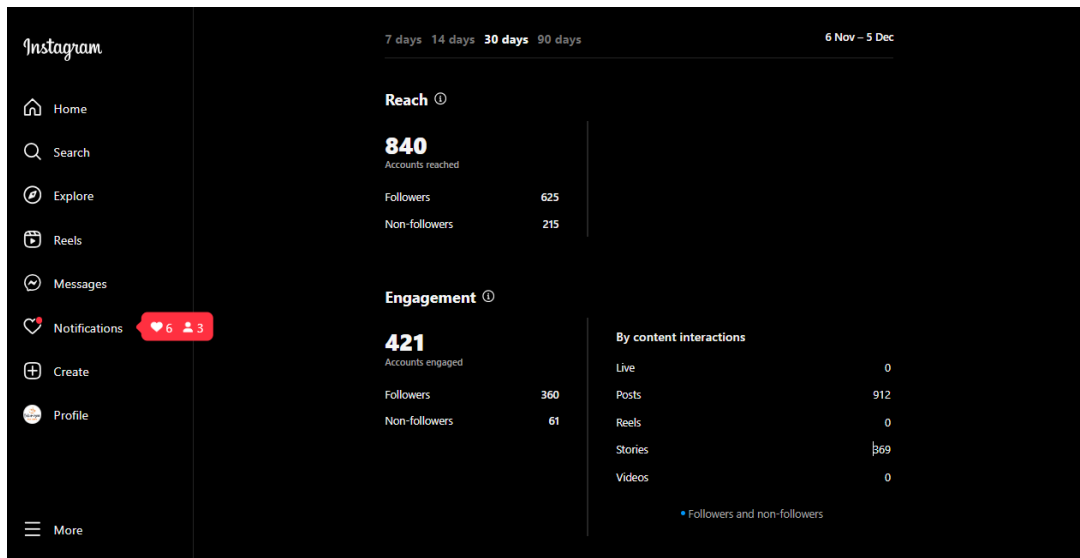 Instagram
Home
Search
Explore
Reels
Messages
Notifications
6 3
Create
Profile
More
7 days 14 days 30 days 90 days
6 Nov – 5 Dec
Reach
840
Accounts reached
Followers 625
Non-followers 215
Engagement
421
Accounts engaged
Followers 360
Non-followers 61
By content interactions
Live 0
Posts 912
Reels 0
Stories 369
Videos 0
Followers and non-followers